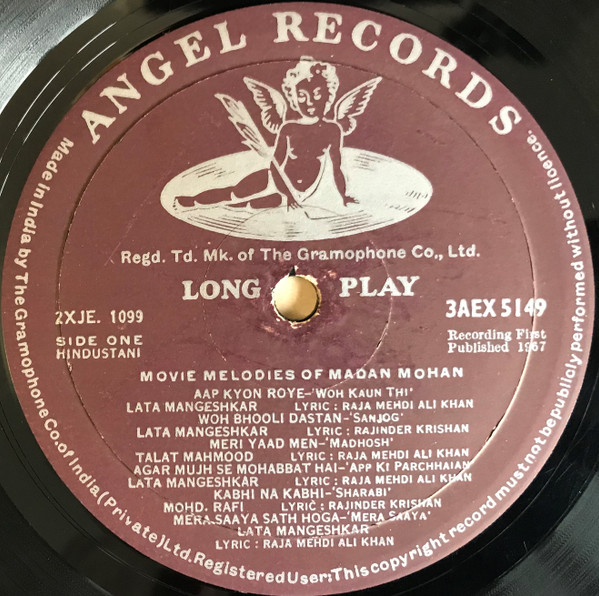 ANGEL RECORDS
Regd. Td. Mk. of The Gramophone Co., Ltd.
LONG PLAY
2XJE. 1099
3AEX 5149
SIDE ONE
HINDUSTANI
Recording First
Published 1967
MOVIE MELODIES OF MADAN MOHAN
AAP KYON ROYE-'WOH KAUN THI'
LATA MANGESHKAR LYRIC : RAJA MEHDI ALI KHAN
WOH BHOOLI DASTAN-'SANJOG'
LATA MANGESHKAR LYRIC : RAJINDER KRISHAN
MERI YAAD MEN-'MADHOSH'
TALAT MAHMOOD LYRIC : RAJA MEHDI ALI KHAN
AGAR MUJH SE MOHABBAT HAI-'APP KI PARCHHAIAN'
LATA MANGESHKAR LYRIC : RAJA MEHDI ALI KHAN
KABHI NA KABHI-'SHARABI'
MOHD. RAFI LYRIC : RAJINDER KRISHAN
MERA SAAYA SATH HOGA-'MERA SAAYA'
LATA MANGESHKAR
LYRIC : RAJA MEHDI ALI KHAN
Made in India by The Gramophone Co. of India (Private) Ltd. Registered User: This copyright record must not be publicly performed without licence.